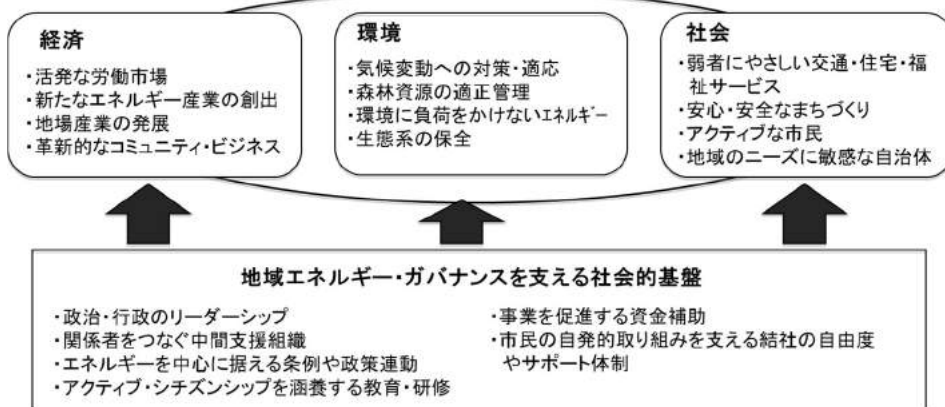 経済
・活発な労働市場
・新たなエネルギー産業の創出
・地場産業の発展
・革新的なコミュニティ・ビジネス
環境
・気候変動への対策・適応
・森林資源の適正管理
・環境に負荷をかけないエネルギー
・生態系の保全
社会
・弱者にやさしい交通・住宅・福
祉サービス
・安心・安全なまちづくり
・アクティブな市民
・地域のニーズに敏感な自治体
地域エネルギー・ガバナンスを支える社会的基盤
・政治・行政のリーダーシップ
・関係者をつなぐ中間支援組織
・エネルギーを中心に据える条例や政策連動
・アクティブ・シチズンシップを涵養する教育・研修
・事業を促進する資金補助
・市民の自発的取り組みを支える結社の自由度
やサポート体制